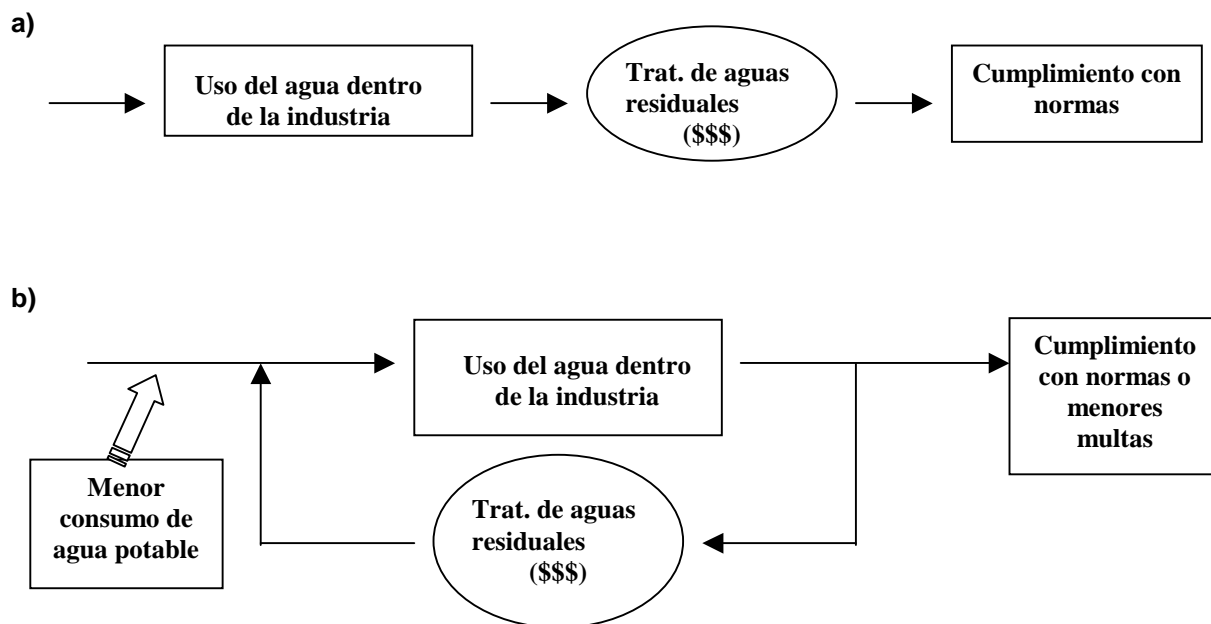 a)
Uso del agua dentro
de la industria
Trat. de aguas
residuales
($$$)
Cumplimiento con
normas
b)
Uso del agua dentro
de la industria
Cumplimiento
con normas o
menores
multas
Menor
consumo de
agua potable
Trat. de aguas
residuales
($$$)